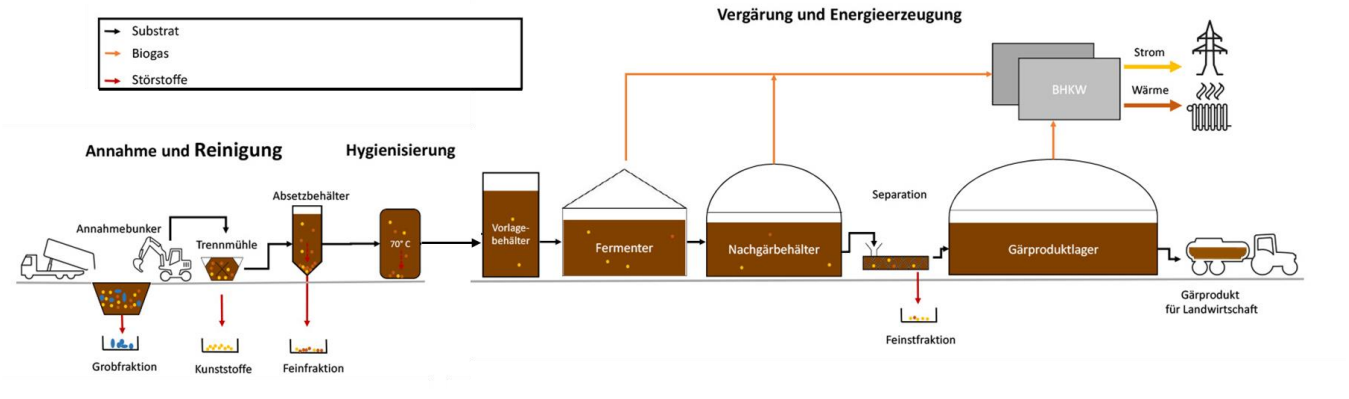 Vergärung und Energieerzeugung
Substrat
Biogas
Störstoffe
Strom
Wärme
BHKW
Annahme und Reinigung
Hygienisierung
Absetzbehälter
Annahmebunker
Trennmühle
70° C
Vorlage-
behälter
Fermenter
Nachgärbehälter
Separation
Gärproduktlager
Gärprodukt
für Landwirtschaft
Feinstfraktion
Grobfraktion
Kunststoffe
Feinfraktion